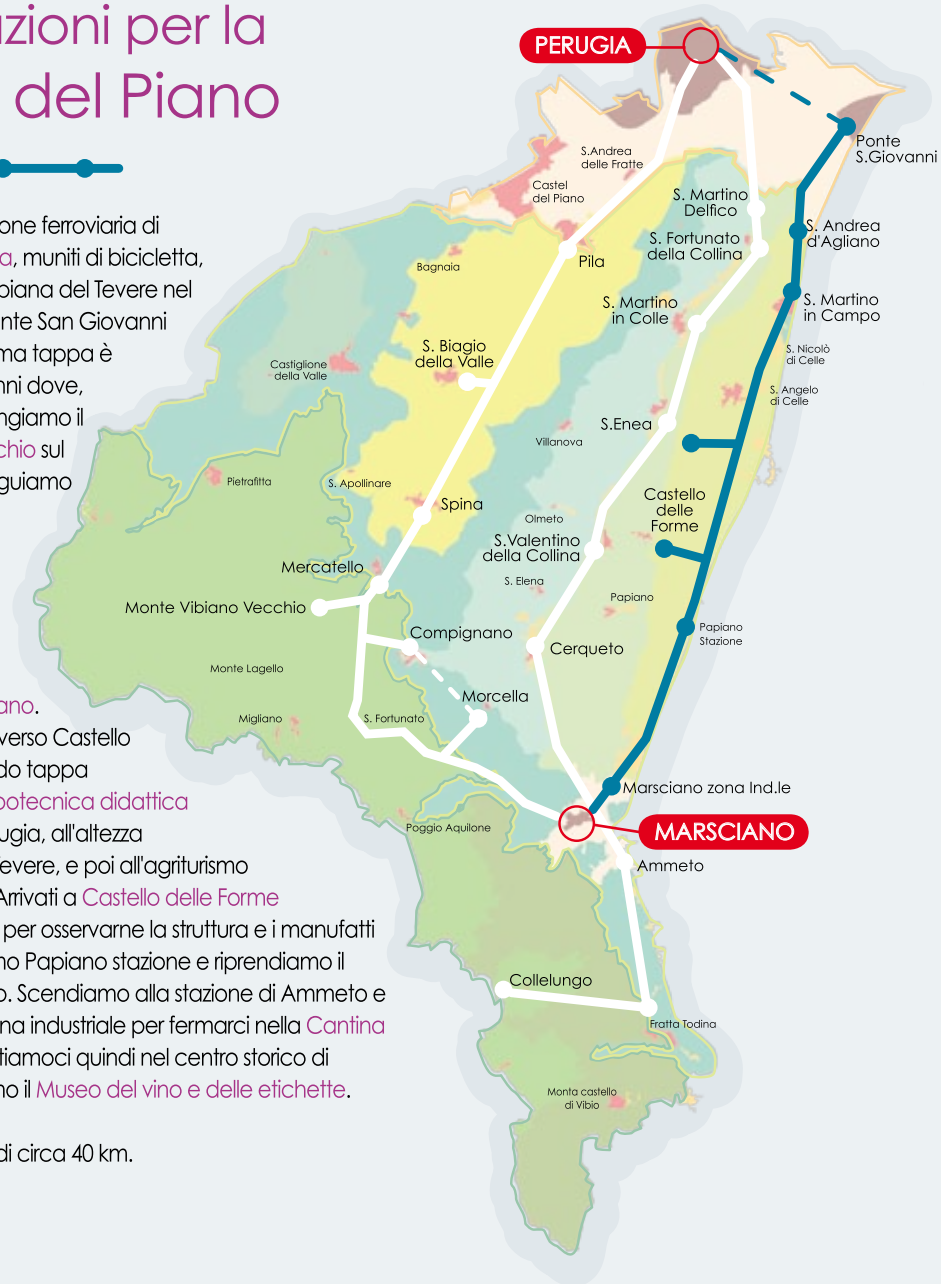 azioni per la
del Piano
one ferroviaria di
a, muniti di bicicletta,
piana del Tevere nel
nte San Giovanni
ma tappa è
nni dove,
ngiamo il
chio sul
guiamo
ano.
verso Castello
do tappa
potecnica didattica
ugia, all'altezza
Tevere, e poi all'agriturismo
Arrivati a Castello delle Forme
per osservarne la struttura e i manufatti
no Papiano stazione e riprendiamo il
o. Scendiamo alla stazione di Ammeto e
na industriale per fermarci nella Cantina
tiamoci quindi nel centro storico di
no il Museo del vino e delle etichette.
di circa 40 km.
PERUGIA
Ponte
S.Giovanni
S.Andrea
delle Fratte
Castel
del Piano
S. Martino
Delfico
S. Andrea
d'Agliano
S. Fortunato
della Collina
Pila
Bagnaia
S. Martino
in Colle
S. Martino
in Campo
S. Biagio
della Valle
S. Nicolò
di Celle
Castiglione
della Valle
S. Angelo
di Celle
S.Enea
Villanova
Pietrafitta
S. Apollinare
Castello
delle
Forme
Spina
Olmeto
S.Valentino
della Collina
Mercatello
S. Elena
Monte Vibiano Vecchio
Papiano
Papiano
Stazione
Compignano
Cerqueto
Monte Lagello
Morcella
Migliano
S. Fortunato
Marsciano zona Ind.le
Poggio Aquilone
MARSCIANO
Ammeto
Collelungo
Fratta Todina
Monta castello
di Vibio